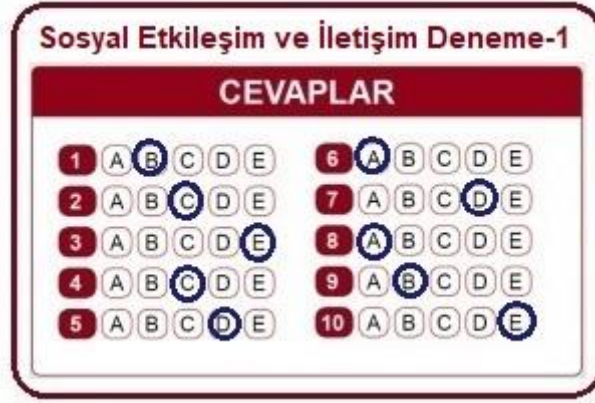 Sosyal Etkileşim ve İletişim Deneme-1
CEVAPLAR
1 A B C D E
2 A B C D E
3 A B C D E
4 A B C D E
5 A B C D E
6 A B C D E
7 A B C D E
8 A B C D E
9 A B C D E
10 A B C D E